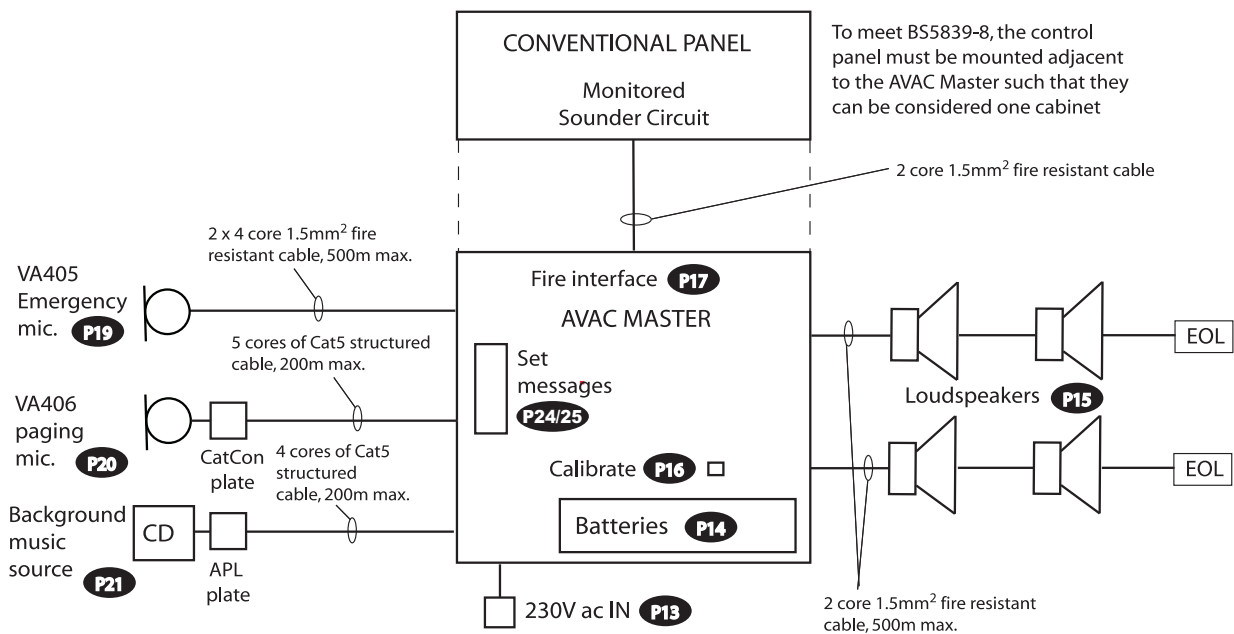 CONVENTIONAL PANEL
Monitored
Sounder Circuit
To meet BS5839-8, the control
panel must be mounted adjacent
to the AVAC Master such that they
can be considered one cabinet
2 core 1.5mm² fire resistant cable
2 x 4 core 1.5mm² fire
resistant cable, 500m max.
VA405
Emergency
mic. P19
Fire interface P17
AVAC MASTER
5 cores of Cat5 structured
cable, 200m max.
Set
messages
P24/25
EOL
Loudspeakers P15
VA406
paging
mic. P20
CatCon
plate
4 cores of Cat5
structured
cable, 200m max.
Calibrate P16
EOL
Background
music
source P21
CD
APL
plate
Batteries P14
230V ac IN P13
2 core 1.5mm² fire resistant
cable, 500m max.